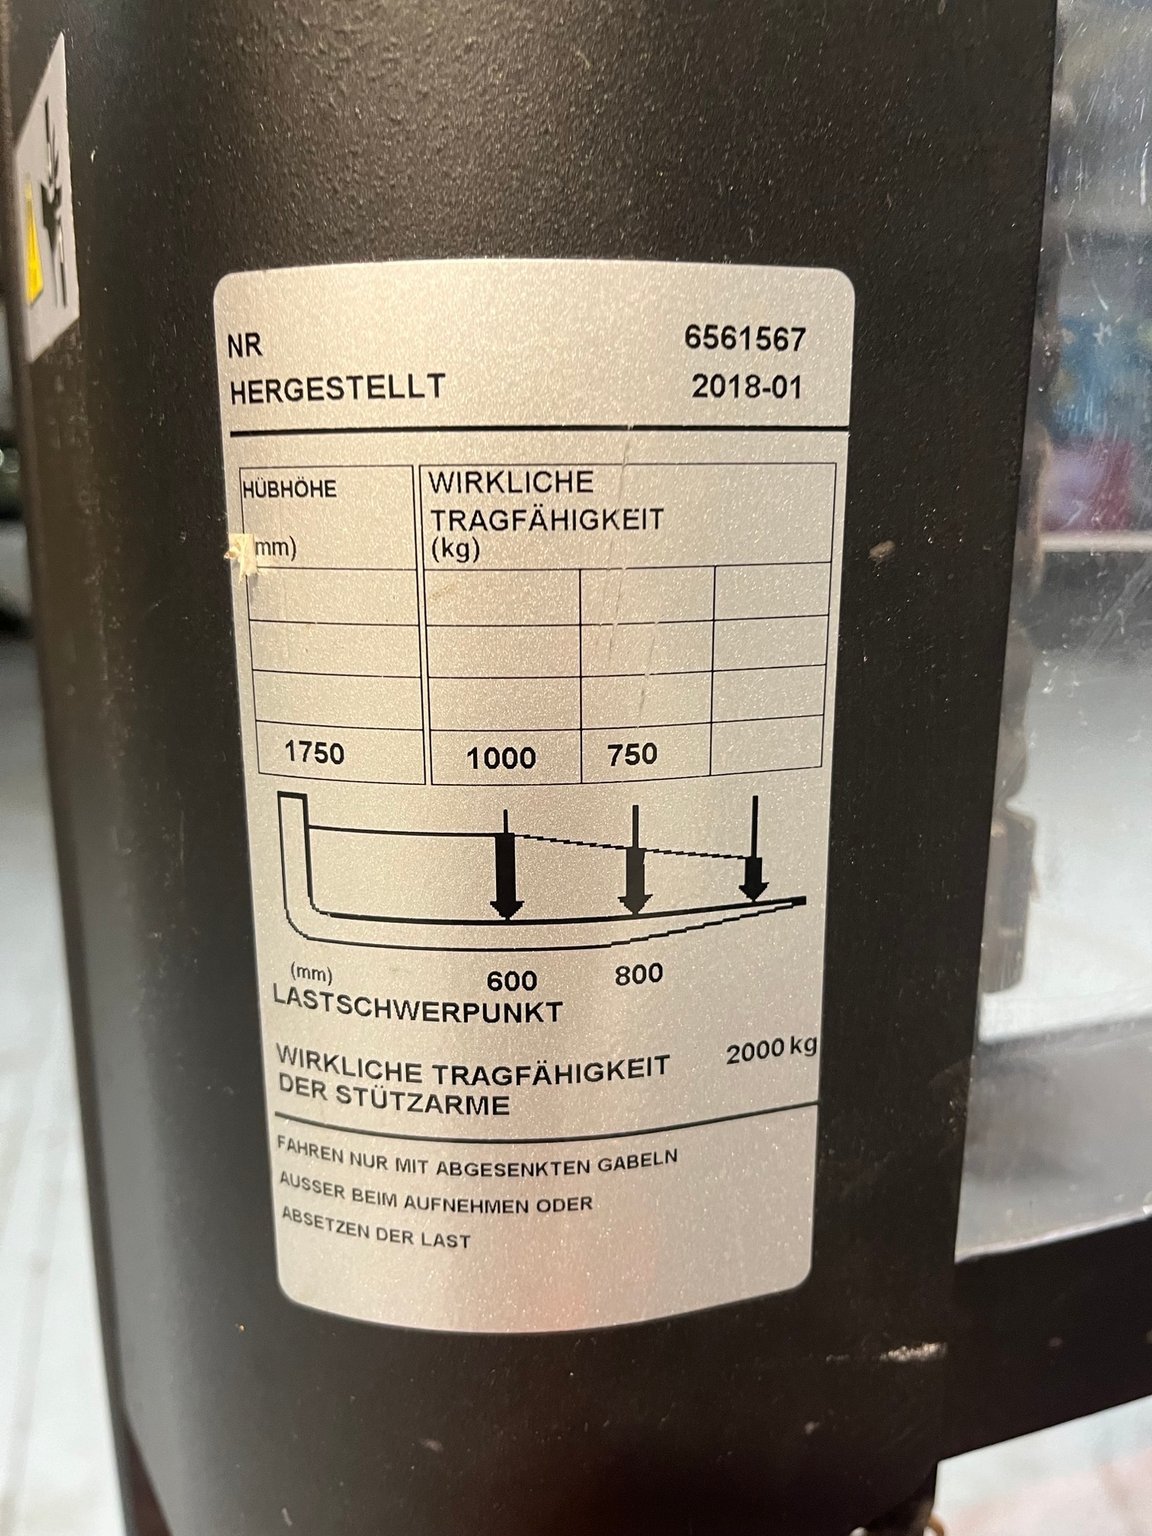 NR 6561567
HERGESTELLT 2018-01
HÜBHÖHE WIRKLICHE
TRAGFÄHIGKEIT
mm) (kg)
1750 1000 750
(mm) 600 800
LASTSCHWERPUNKT
WIRKLICHE TRAGFÄHIGKEIT 2000 kg
DER STÜTZARME
FAHREN NUR MIT ABGESENKTEN GABELN
AUSSER BEIM AUFNEHMEN ODER
ABSETZEN DER LAST